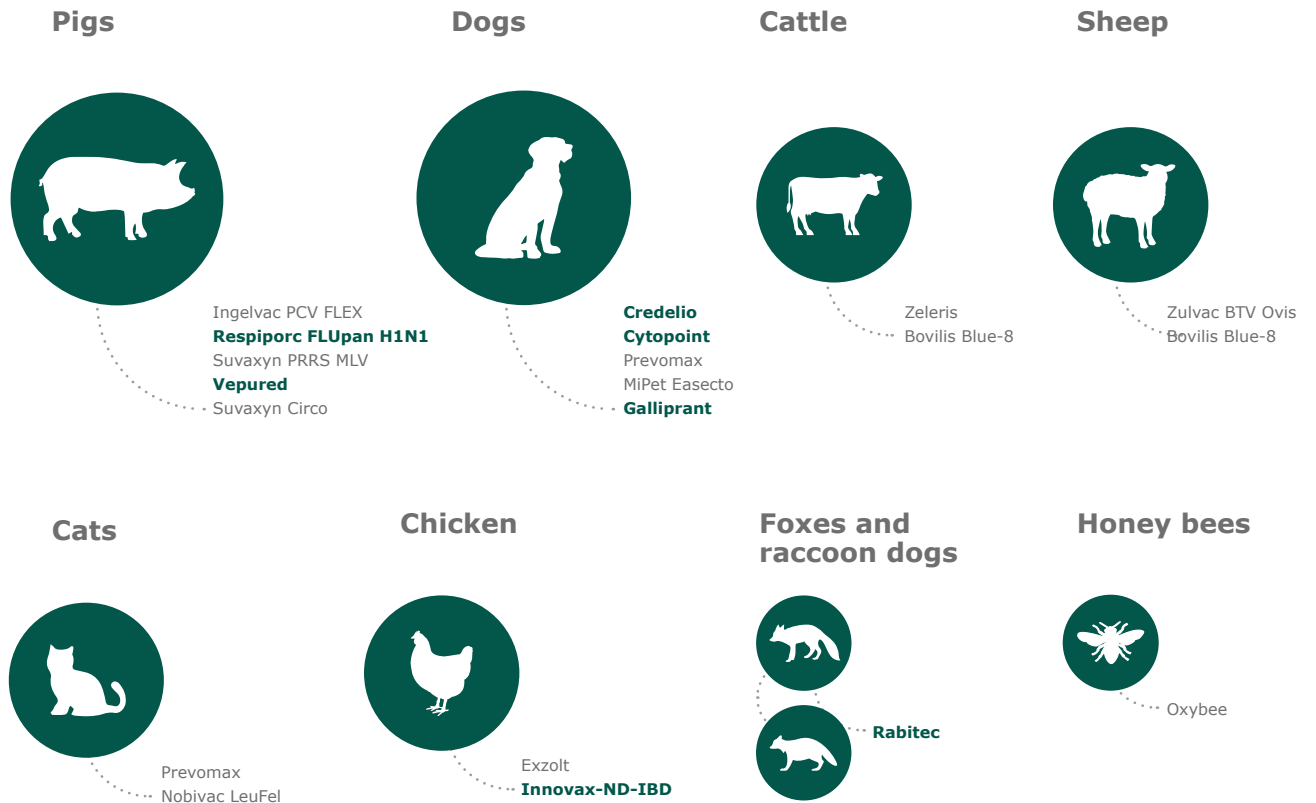 Pigs
Ingelvac PCV FLEX
Respiporc FLUpan H1N1
Suvaxyn PRRS MLV
Vepured
Suvaxyn Circo
Dogs
Credelio
Cytopoint
Prevomax
MiPet Easecto
Galliprant
Cattle
Zeleris
Bovilis Blue-8
Sheep
Zulvac BTV Ovis
Bovilis Blue-8
Cats
Prevomax
Nobivac LeuFel
Chicken
Exzolt
Innovax-ND-IBD
Foxes and
raccoon dogs
Rabitec
Honey bees
Oxybee